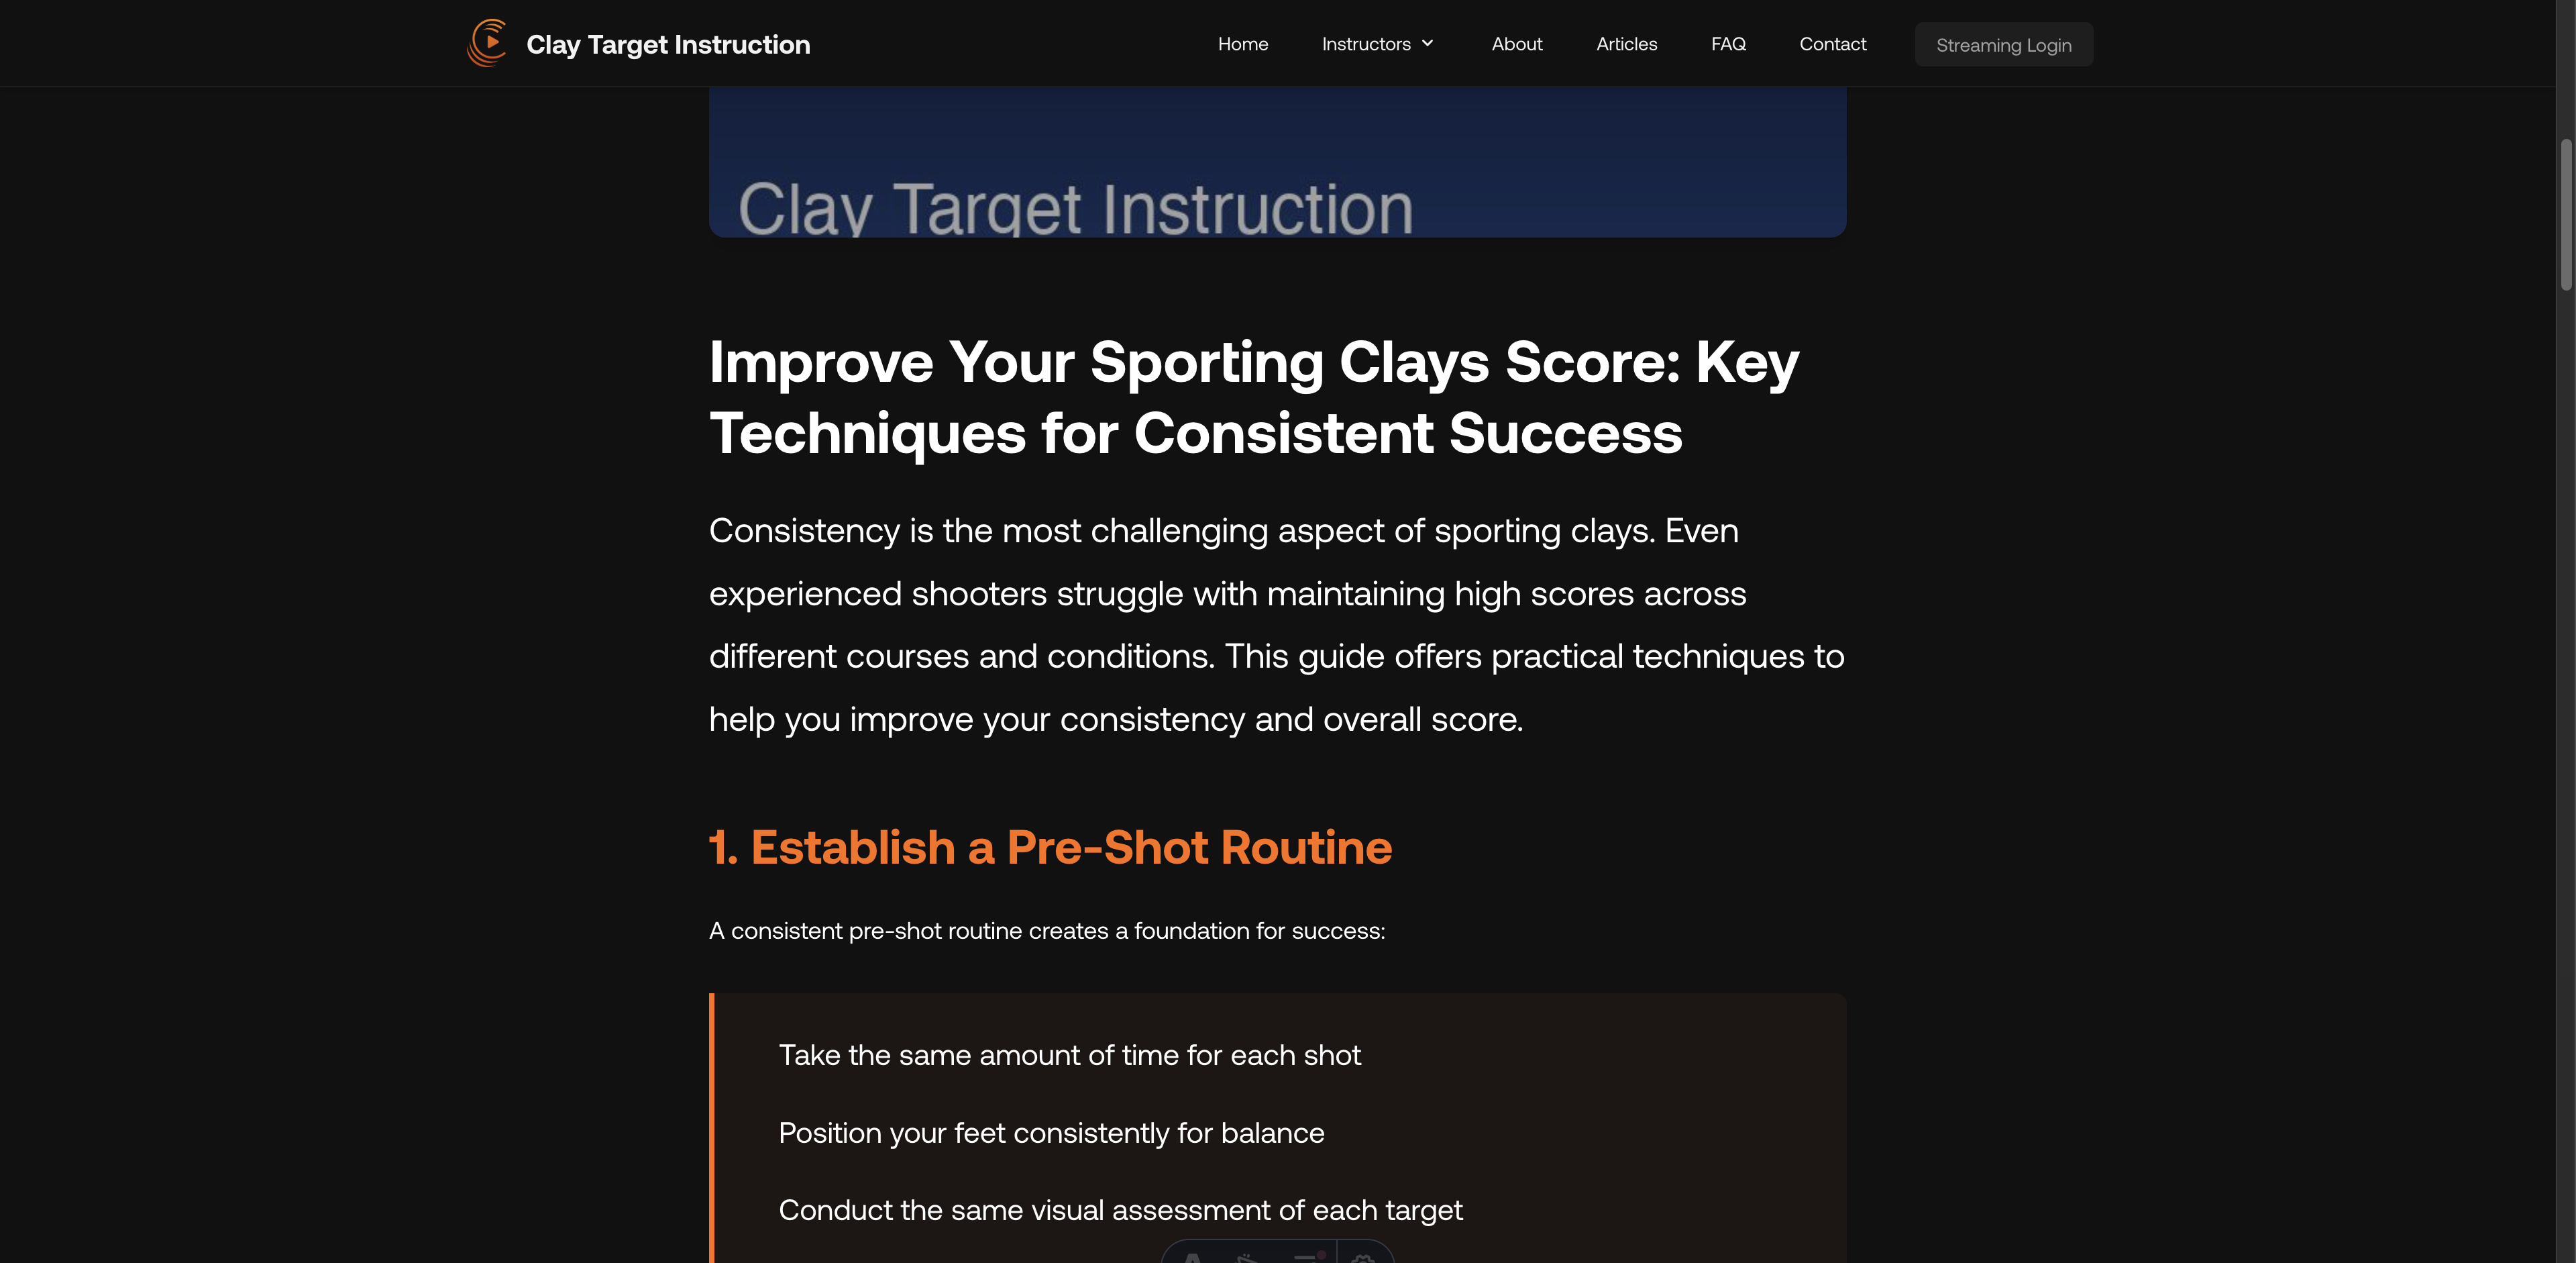 Clay Target Instruction
Home
Instructors
About
Articles
FAQ
Contact
Streaming Login
Clay Target Instruction
Improve Your Sporting Clays Score: Key
Techniques for Consistent Success
Consistency is the most challenging aspect of sporting clays. Even
experienced shooters struggle with maintaining high scores across
different courses and conditions. This guide offers practical techniques to
help you improve your consistency and overall score.
1. Establish a Pre-Shot Routine
A consistent pre-shot routine creates a foundation for success:
Take the same amount of time for each shot
Position your feet consistently for balance
Conduct the same visual assessment of each target